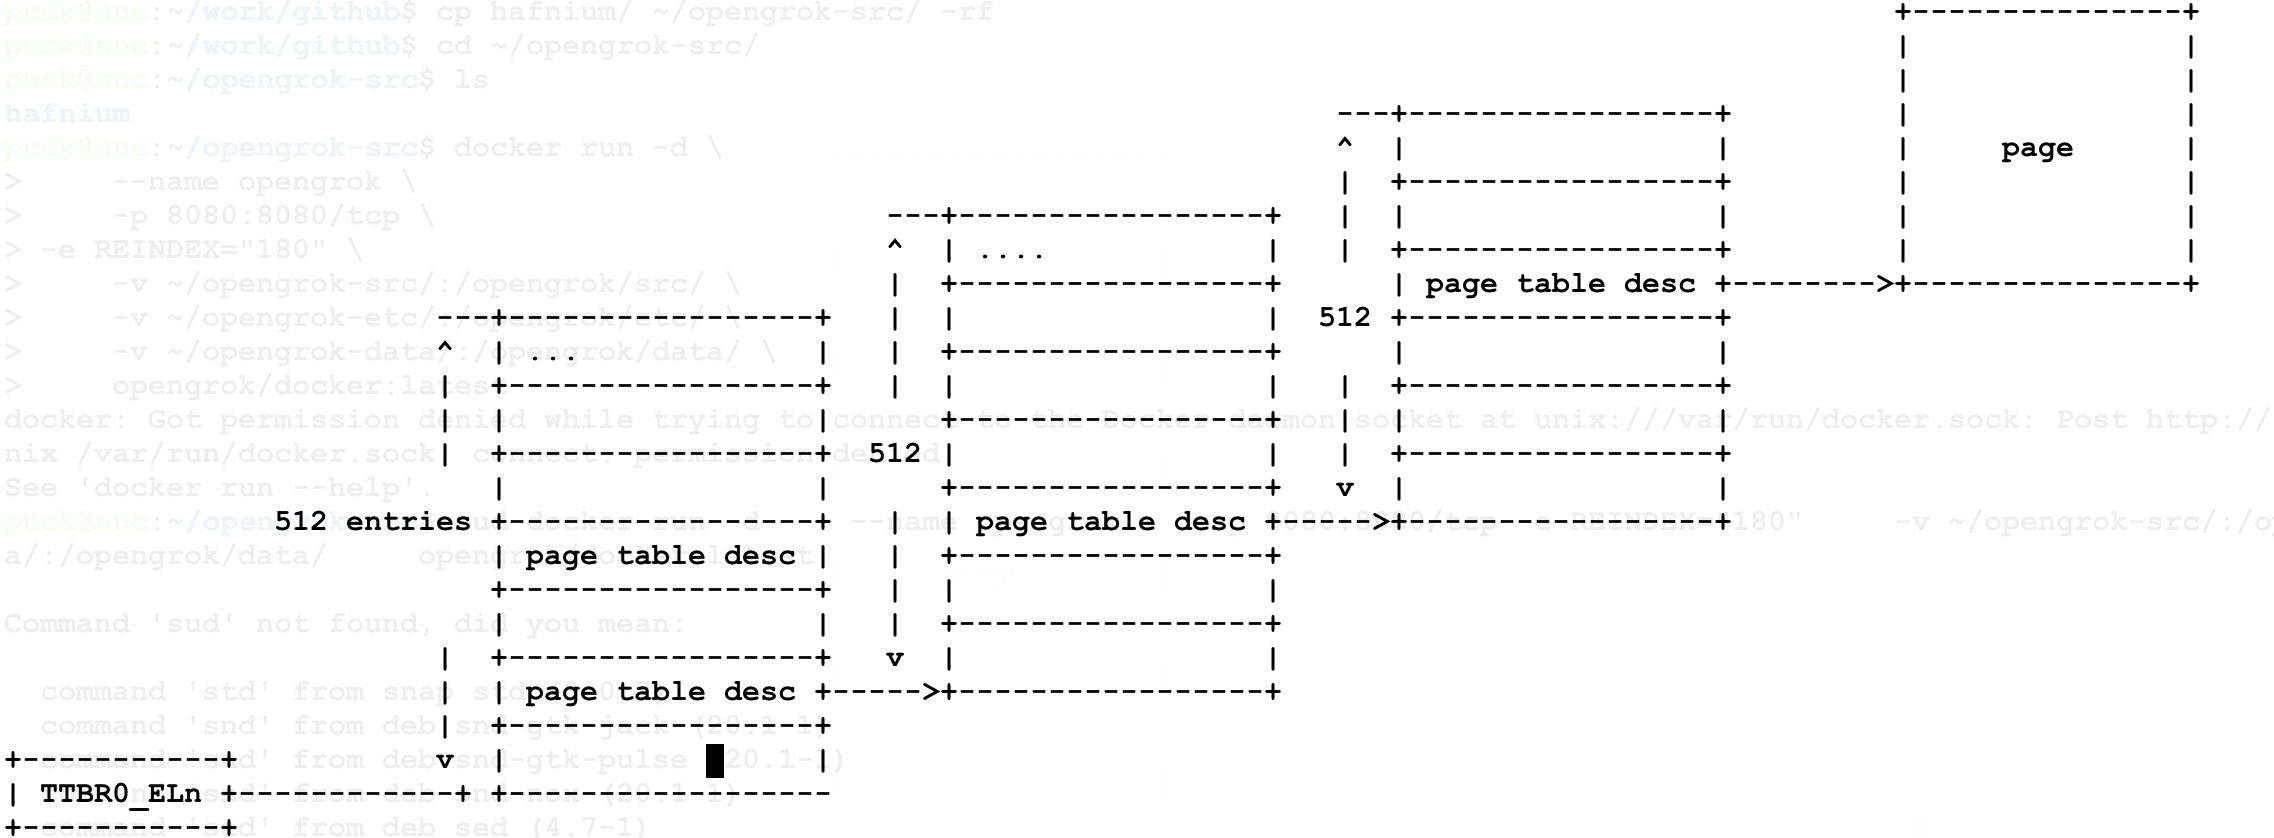 puck@nuc:~/work/github$ cp hafnium/ ~/opengrok-src/ -rf
puck@nuc:~/work/github$ cd ~/opengrok-src/
puck@nuc:~/opengrok-src$ ls
hafnium
puck@nuc:~/opengrok-src$ docker run -d \
page
> --name opengrok \
> -p 8080:8080/tcp \
> -e REINDEX="180" \
....
> -v ~/opengrok-src/:/opengrok/src/ \
page table desc
> -v ~/opengrok-etc/:/opengrok/etc/ \
512
> -v ~/opengrok-data/:/opengrok/data/ \
...
> opengrok/docker:latest
docker: Got permission denied while trying to connect to the Docker daemon socket at unix:///var/run/docker.sock: Post http://
nix /var/run/docker.sock: connect: permission denied
512
See 'docker run --help'.
puck@nuc:~/opengrok-src$ sud docker run -d --name opengrok -p 8080:8080/tcp -e REINDEX="180" -v ~/opengrok-src/:/op
512 entries
page table desc
a/:/opengrok/data/ opengrok/docker:latest
page table desc
Command 'sud' not found, did you mean:
command 'std' from snap std
page table desc
command 'snd' from deb snd-gtk-jack (20.1-1)
command 'snd' from deb snd-gtk-pulse (20.1-1)
command 'snd' from deb snd-nox (20.1-1)
TTBR0_ELn
command 'sed' from deb sed (4.7-1)